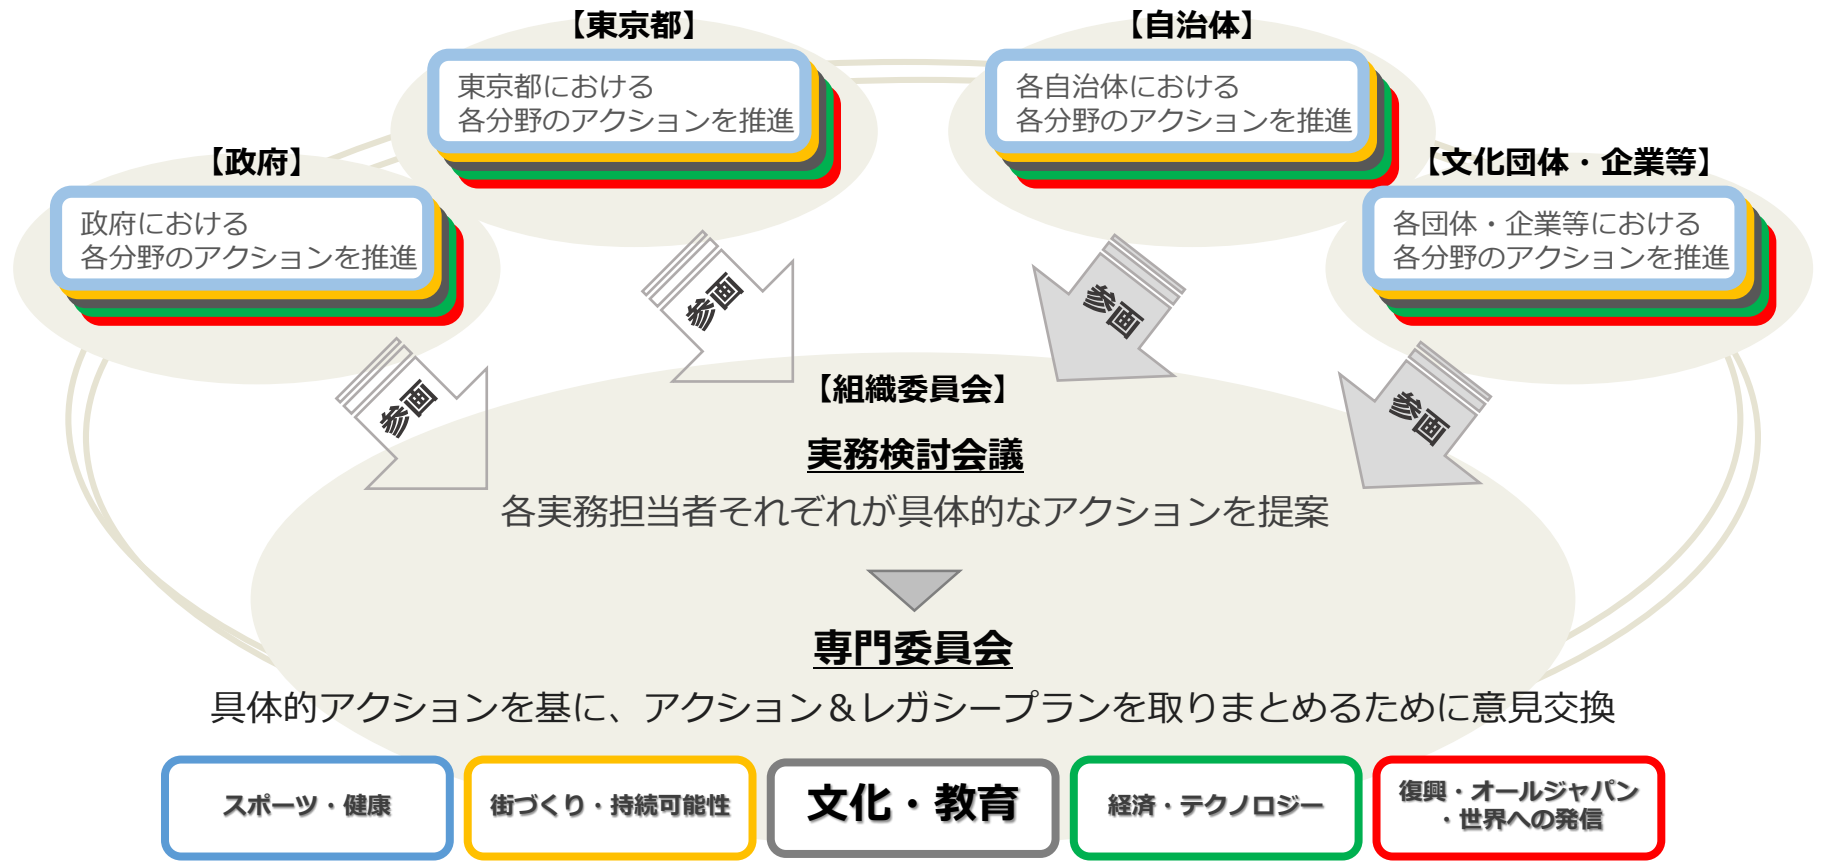 【東京都】
東京都における
各分野のアクションを推進
【自治体】
各自治体における
各分野のアクションを推進
【政府】
政府における
各分野のアクションを推進
【文化団体・企業等】
各団体・企業等における
各分野のアクションを推進
参画
参画
参画
参画
【組織委員会】
実務検討会議
各実務担当者それぞれが具体的なアクションを提案
専門委員会
具体的アクションを基に、アクション＆レガシープランを取りまとめるために意見交換
スポーツ・健康
街づくり・持続可能性
文化・教育
経済・テクノロジー
復興・オールジャパン
・世界への発信